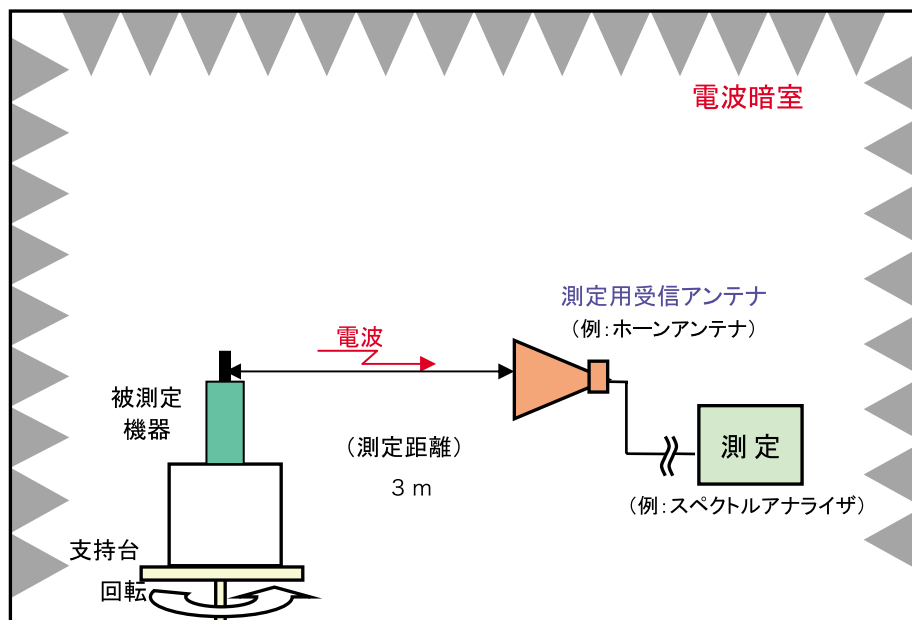 電波暗室
測定用受信アンテナ
（例：ホーンアンテナ）
電波
被測定
機器
（測定距離）
３ｍ
測 定
（例：スペクトルアナライザ）
支持台
回転